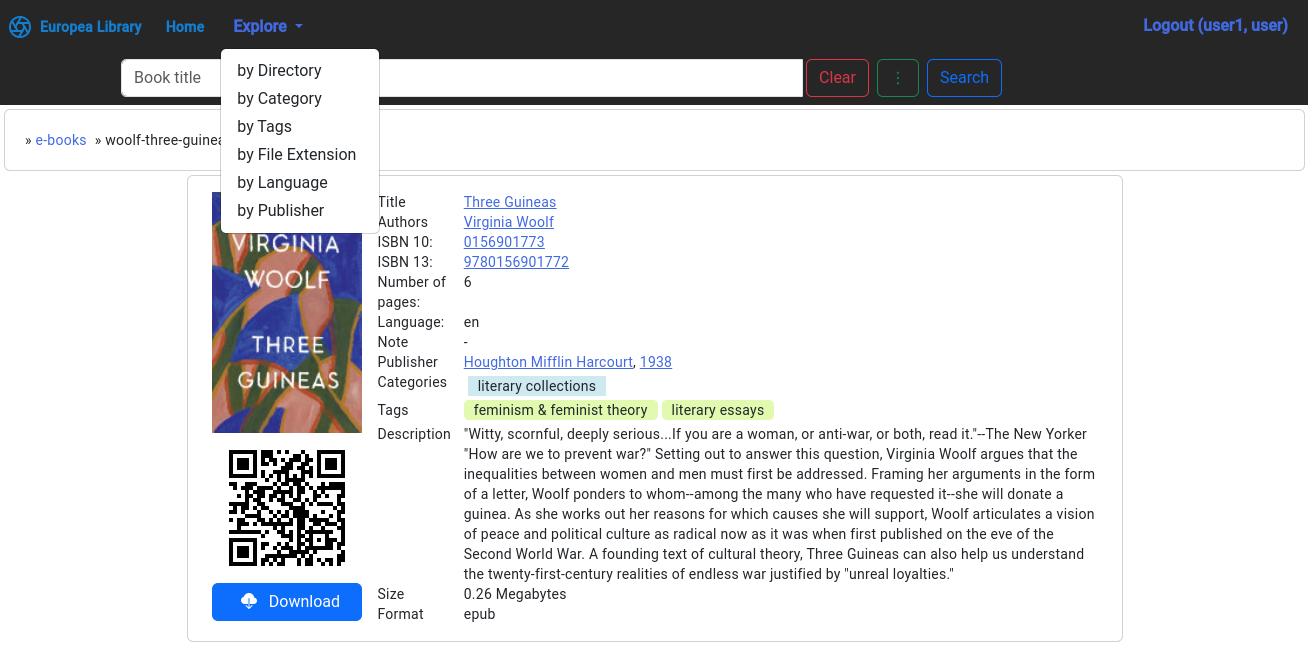 Europea Library Home Explore Logout (user1, user)
by Directory
by Category
by Tags
by File Extension
by Language
by Publisher
Book title Clear ⋮ Search
» e-books » woolf-three-guinea
VIRGINIA
WOOLF
THREE
GUINEAS
Download
Title Three Guineas
Authors Virginia Woolf
ISBN 10: 0156901773
ISBN 13: 9780156901772
Number of pages: 6
Language: en
Note -
Publisher Houghton Mifflin Harcourt, 1938
Categories literary collections
Tags feminism & feminist theory literary essays
Description "Witty, scornful, deeply serious...If you are a woman, or anti-war, or both, read it."--The New Yorker
"How are we to prevent war?" Setting out to answer this question, Virginia Woolf argues that the
inequalities between women and men must first be addressed. Framing her arguments in the form
of a letter, Woolf ponders to whom--among the many who have requested it--she will donate a
guinea. As she works out her reasons for which causes she will support, Woolf articulates a vision
of peace and political culture as radical now as it was when first published on the eve of the
Second World War. A founding text of cultural theory, Three Guineas can also help us understand
the twenty-first-century realities of endless war justified by "unreal loyalties."
Size 0.26 Megabytes
Format epub